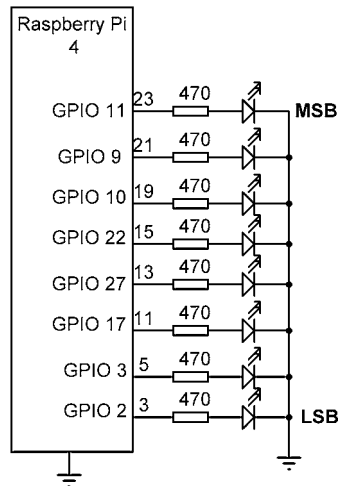 Raspberry Pi
4
GPIO 11 23 470 MSB
GPIO 9 21 470
GPIO 10 19 470
GPIO 22 15 470
GPIO 27 13 470
GPIO 17 11 470
GPIO 3 5 470
GPIO 2 3 470 LSB